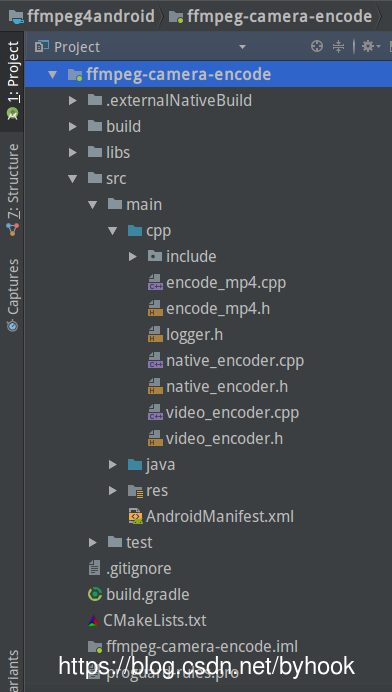 ffmpeg4android ffmpeg-camera-encode
1: Project
Project
7: Structure
Captures
ffmpeg-camera-encode
.externalNativeBuild
build
libs
src
main
cpp
include
encode_mp4.cpp
encode_mp4.h
logger.h
native_encoder.cpp
native_encoder.h
video_encoder.cpp
video_encoder.h
java
res
AndroidManifest.xml
test
.gitignore
build.gradle
CMakeLists.txt
ffmpeg-camera-encode.iml
proguard-rules.pro
https://blog.csdn.net/byhook